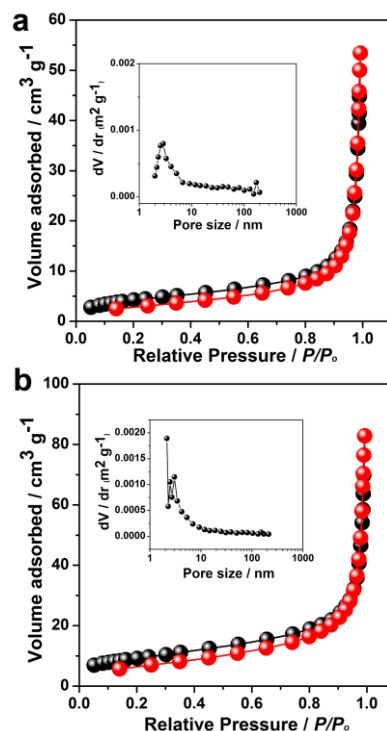 a
Volume adsorbed / cm³ g⁻¹
60
50
40
30
20
10
0
0.0 0.2 0.4 0.6 0.8 1.0
Relative Pressure / P/Pₒ
dV / dr (m² g⁻¹)
0.002
0.001
0.000
1 10 100 1000
Pore size / nm
b
Volume adsorbed / cm³ g⁻¹
100
80
60
40
20
0
0.0 0.2 0.4 0.6 0.8 1.0
Relative Pressure / P/Pₒ
dV / dr (m² g⁻¹)
0.0020
0.0015
0.0010
0.0005
0.0000
1 10 100 1000
Pore size / nm